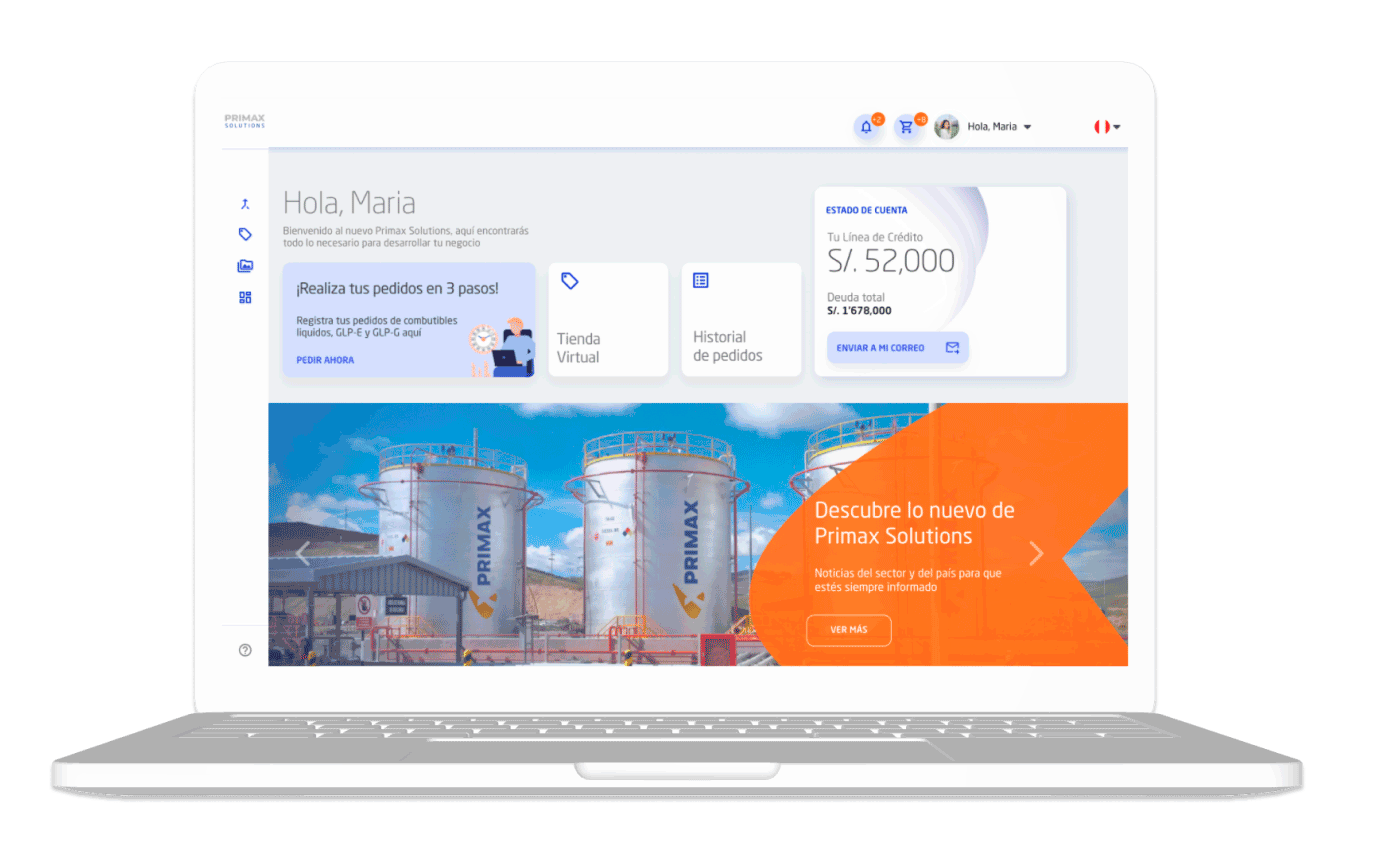 PRIMAX
SOLUTIONS
+2
+8
Hola, Maria
Hola, Maria
Bienvenido al nuevo Primax Solutions, aquí encontrarás
todo lo necesario para desarrollar tu negocio
¡Realiza tus pedidos en 3 pasos!
Registra tus pedidos de combutibles
líquidos, GLP-E y GLP-G aquí
PEDIR AHORA
Tienda
Virtual
Historial
de pedidos
ESTADO DE CUENTA
Tu Línea de Crédito
S/. 52,000
Deuda total
S/. 1'678,000
ENVIAR A MI CORREO
PRIMAX
PRIMAX
Descubre lo nuevo de
Primax Solutions
Noticias del sector y del país para que
estés siempre informado
VER MÁS